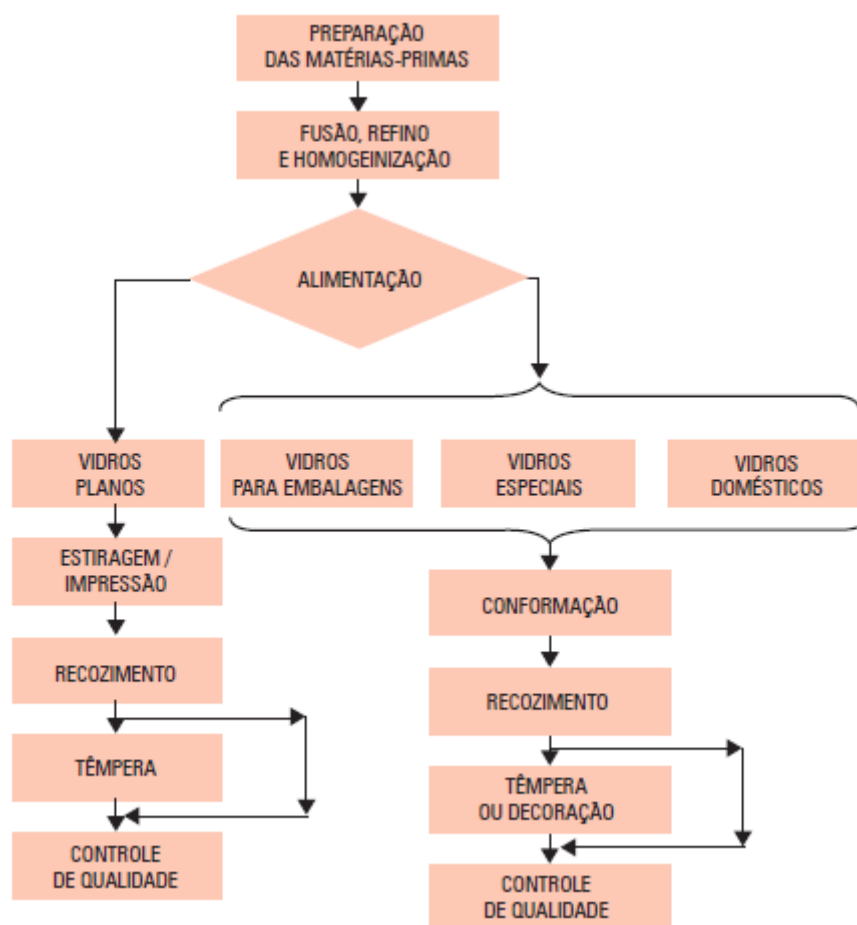 PREPARAÇÃO
DAS MATÉRIAS-PRIMAS
FUSÃO, REFINO
E HOMOGEINIZAÇÃO
ALIMENTAÇÃO
VIDROS
PLANOS
VIDROS
PARA EMBALAGENS
VIDROS
ESPECIAIS
VIDROS
DOMÉSTICOS
ESTIRAGEM /
IMPRESSÃO
RECOZIMENTO
TÊMPERA
CONTROLE
DE QUALIDADE
CONFORMAÇÃO
RECOZIMENTO
TÊMPERA
OU DECORAÇÃO
CONTROLE
DE QUALIDADE